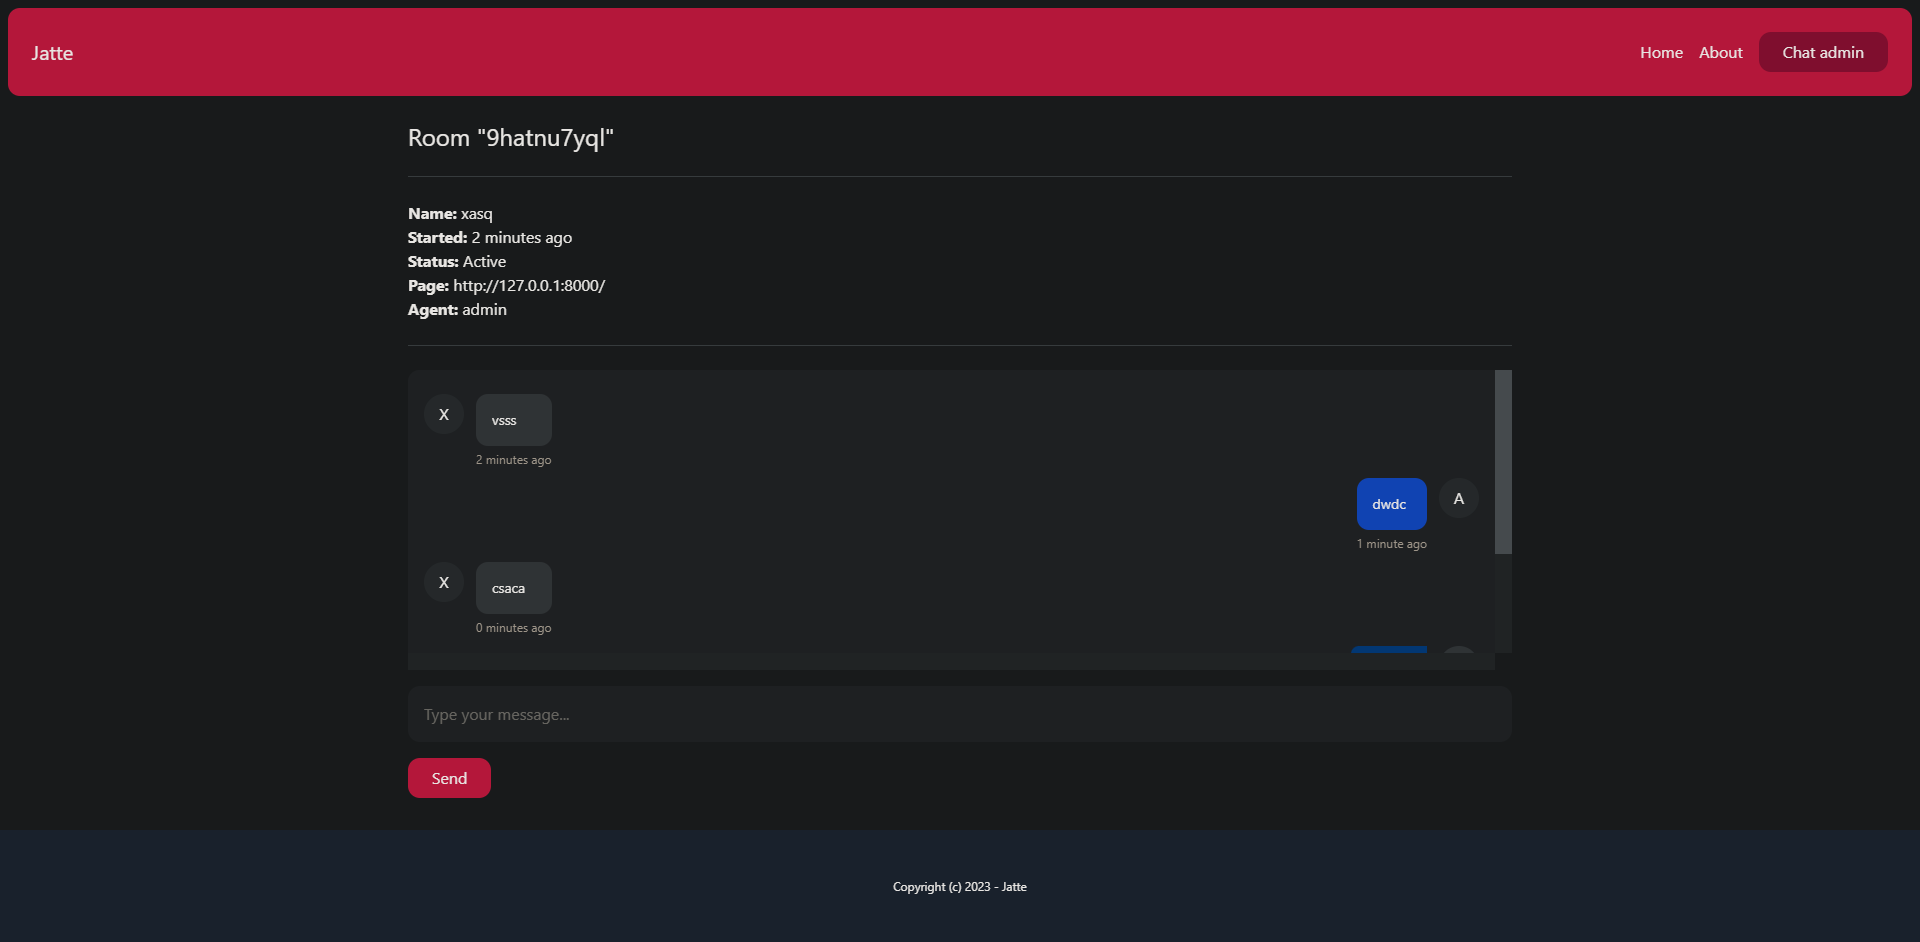 Jatte
Home About Chat admin
Room "9hatnu7yql"
Name: xasq
Started: 2 minutes ago
Status: Active
Page: http://127.0.0.1:8000/
Agent: admin
X vsss
2 minutes ago
dwdc A
1 minute ago
X csaca
0 minutes ago
Type your message...
Send
Copyright (c) 2023 - Jatte